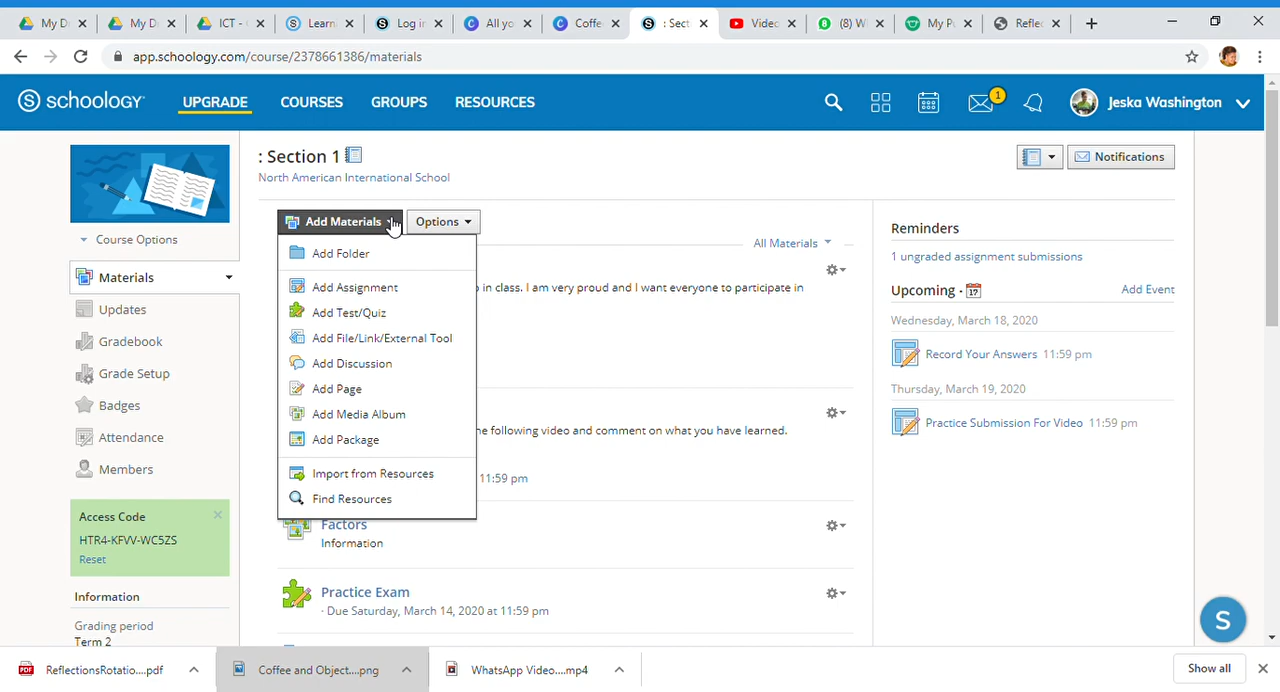 My D
My D
ICT -
Learn
Log in
All yo
Coffe
: Sect
Video
(8) W
My P
Refle
app.schoology.com/course/2378661386/materials
S schoology
UPGRADE
COURSES
GROUPS
RESOURCES
1
Jeska Washington
: Section 1
Notifications
North American International School
Add Materials
Options
Course Options
Materials
Updates
Gradebook
Grade Setup
Badges
Attendance
Members
Access Code
HTR4-KFVV-WC5ZS
Reset
Information
Grading period
Term 2
Add Folder
Add Assignment
Add Test/Quiz
Add File/Link/External Tool
Add Discussion
Add Page
Add Media Album
Add Package
Import from Resources
Find Resources
All Materials
in class. I am very proud and I want everyone to participate in
following video and comment on what you have learned.
11:59 pm
Factors
Information
Practice Exam
· Due Saturday, March 14, 2020 at 11:59 pm
Reminders
1 ungraded assignment submissions
Upcoming · 17
Add Event
Wednesday, March 18, 2020
Record Your Answers 11:59 pm
Thursday, March 19, 2020
Practice Submission For Video 11:59 pm
S
ReflectionsRotatio....pdf
Coffee and Object....png
WhatsApp Video....mp4
Show all